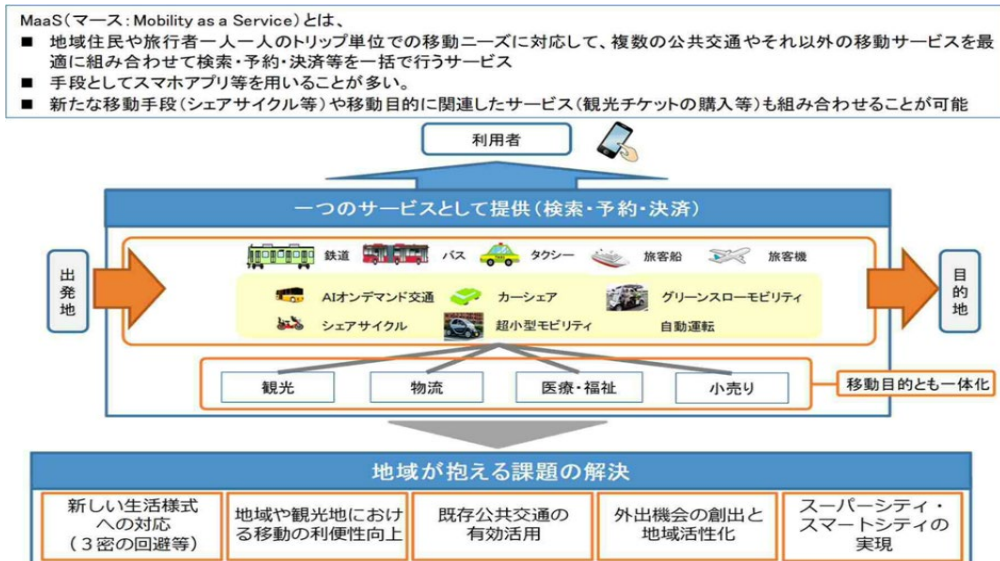 MaaS(マース:Mobility as a Service)とは、
■ 地域住民や旅行者一人一人のトリップ単位での移動ニーズに対応して、複数の公共交通やそれ以外の移動サービスを最
適に組み合わせて検索・予約・決済等を一括で行うサービス
■ 手段としてスマホアプリ等を用いることが多い。
■ 新たな移動手段(シェアサイクル等)や移動目的に関連したサービス(観光チケットの購入等)も組み合わせることが可能
利用者
一つのサービスとして提供(検索・予約・決済)
出発地
鉄道 バス タクシー 旅客船 旅客機
AIオンデマンド交通 カーシェア グリーンスローモビリティ
シェアサイクル 超小型モビリティ 自動運転
目的地
観光 物流 医療・福祉 小売り
移動目的とも一体化
地域が抱える課題の解決
新しい生活様式
への対応
(3密の回避等)
地域や観光地におけ
る移動の利便性向上
既存公共交通の
有効活用
外出機会の創出と
地域活性化
スーパーシティ・
スマートシティの
実現